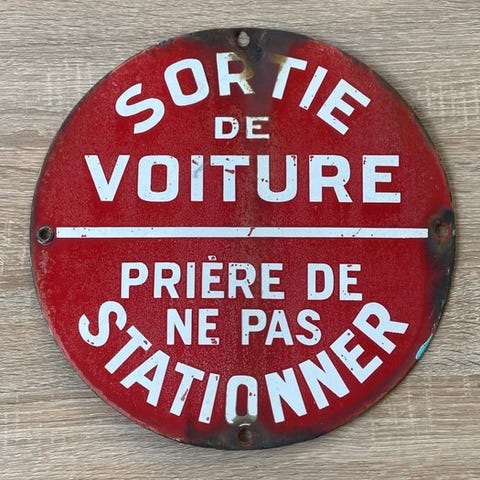 SORTIE
DE
VOITURE
PRIÈRE DE
NE PAS
STATIONNER